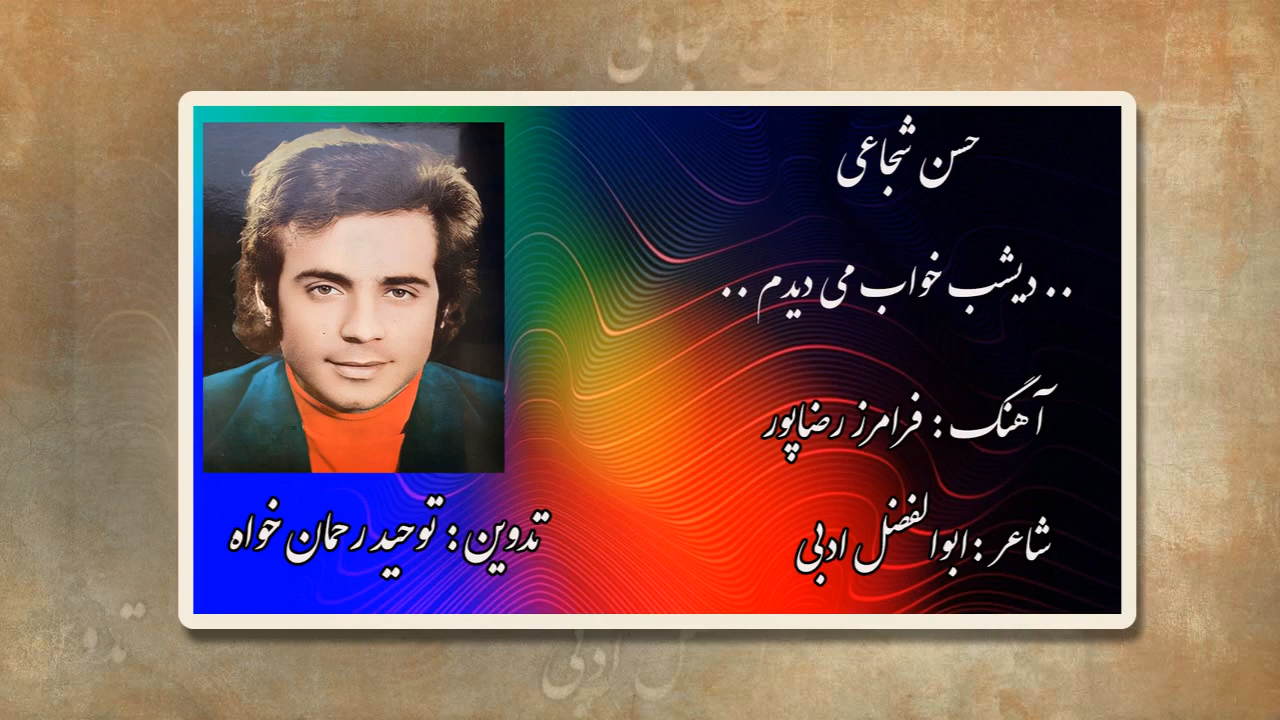 حسن شجاعی
.. دیشب خواب می دیدم ..
آهنگ : فرامرز رضاپور
شاعر : ابوالفضل ادبی
تدوین : توحید رحمان خواه